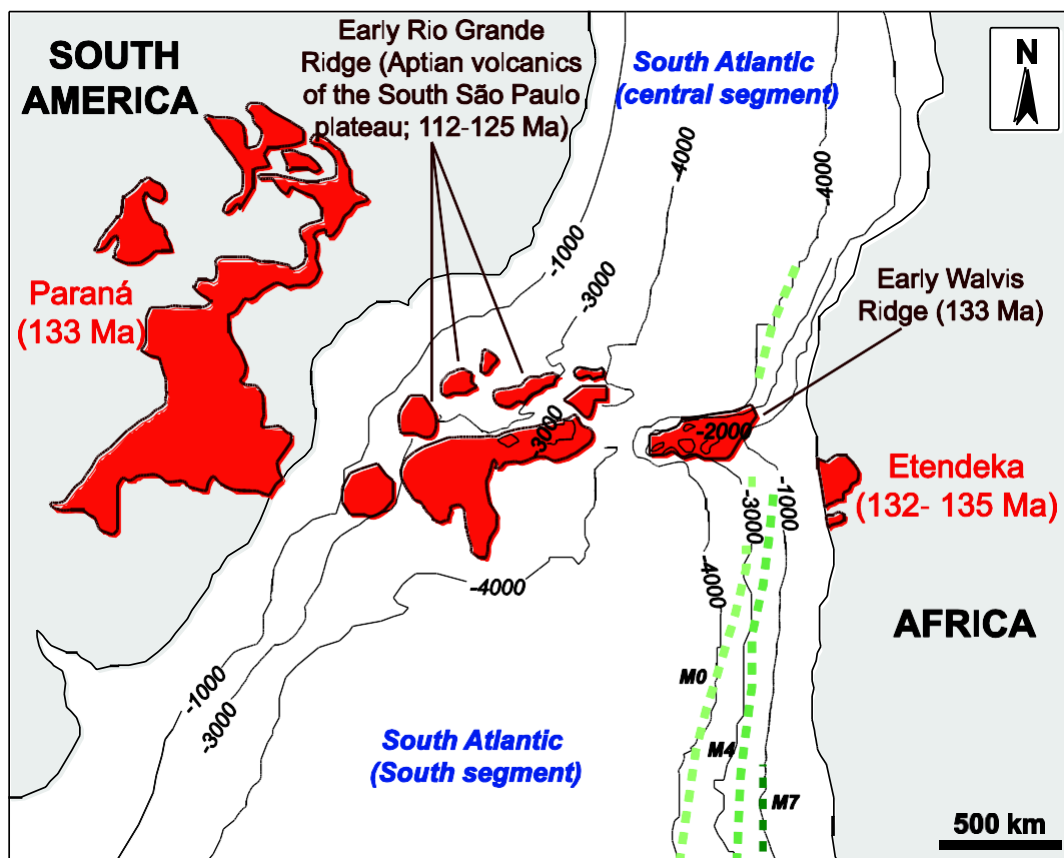 SOUTH
AMERICA
Early Rio Grande
Ridge (Aptian volcanics
of the South São Paulo
plateau; 112-125 Ma)
South Atlantic
(central segment)
N
-4000
-4000
-1000
-3000
Paraná
(133 Ma)
Early Walvis
Ridge (133 Ma)
-3000
-2000
Etendeka
(132- 135 Ma)
-3000
-1000
-4000
-4000
AFRICA
M0
-1000
-3000
M4
South Atlantic
(South segment)
M7
500 km